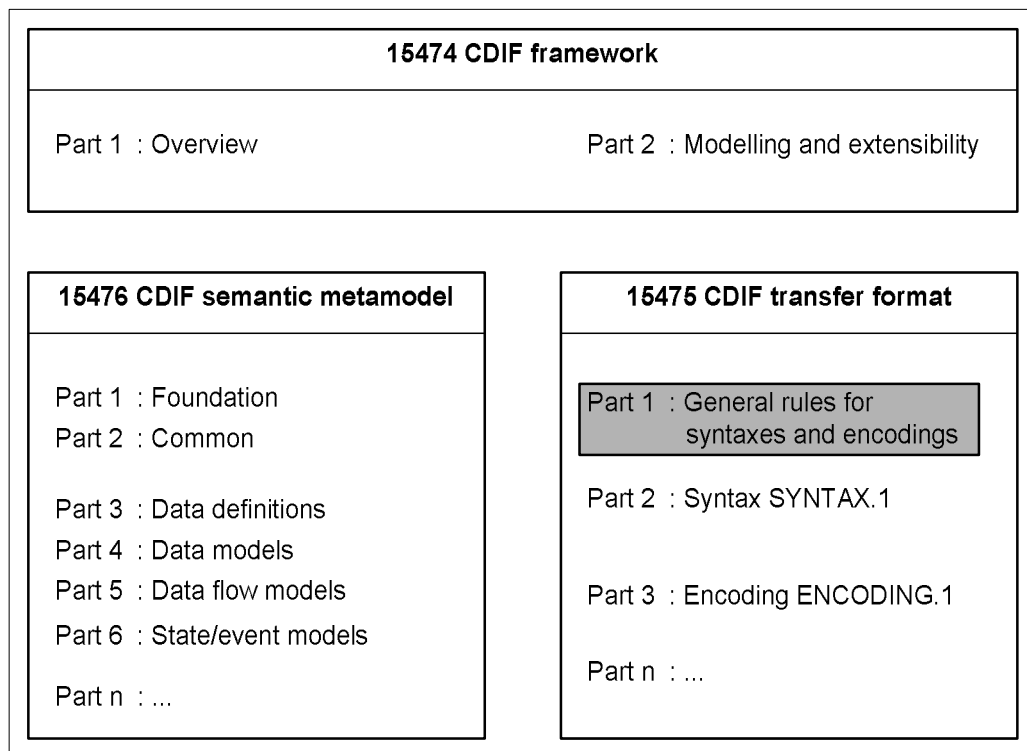 15474 CDIF framework
Part 1 : Overview
Part 2 : Modelling and extensibility
15476 CDIF semantic metamodel
Part 1 : Foundation
Part 2 : Common
Part 3 : Data definitions
Part 4 : Data models
Part 5 : Data flow models
Part 6 : State/event models
Part n : ...
15475 CDIF transfer format
Part 1 : General rules for
syntaxes and encodings
Part 2 : Syntax SYNTAX.1
Part 3 : Encoding ENCODING.1
Part n : ...